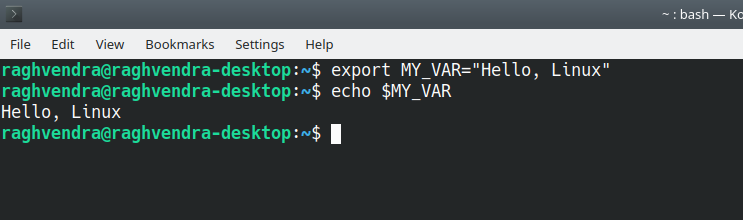 ~ : bash — Ko
File Edit View Bookmarks Settings Help
raghvendra@raghvendra-desktop:~$ export MY_VAR="Hello, Linux"
raghvendra@raghvendra-desktop:~$ echo $MY_VAR
Hello, Linux
raghvendra@raghvendra-desktop:~$